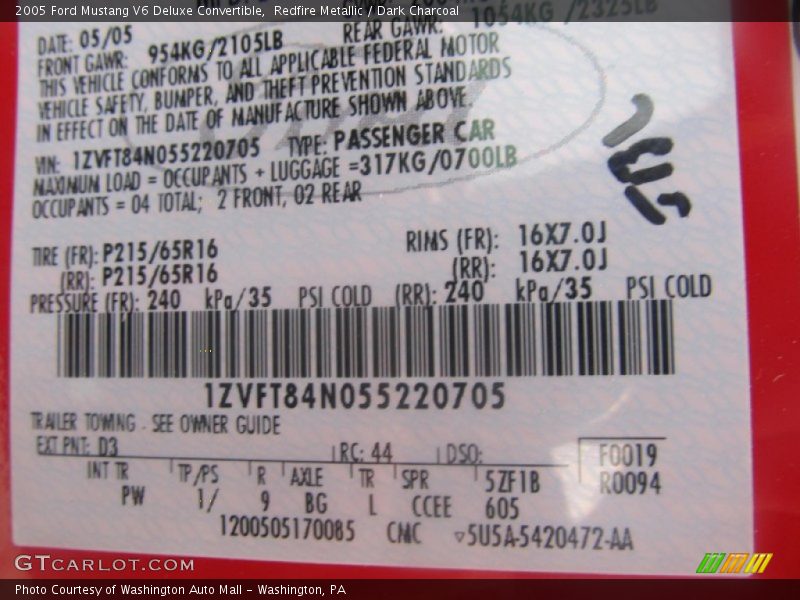 2005 Ford Mustang V6 Deluxe Convertible,  Redfire Metallic / Dark Charcoal
DATE: 05/05 REAR GAWR:
FRONT GAWR: 954KG/2105LB 1054KG /2325LB
THIS VEHICLE CONFORMS TO ALL APPLICABLE FEDERAL MOTOR
VEHICLE SAFETY, BUMPER, AND THEFT PREVENTION STANDARDS
IN EFFECT ON THE DATE OF MANUFACTURE SHOWN ABOVE.
VIN: 1ZVFT84N055220705 TYPE: PASSENGER CAR
MAXIMUM LOAD = OCCUPANTS + LUGGAGE =317KG/0700LB
OCCUPANTS = 04 TOTAL; 2 FRONT, 02 REAR
TIRE (FR): P215/65R16 RIMS (FR): 16X7.0J
(RR): P215/65R16 (RR): 16X7.0J
PRESSURE (FR): 240 kPa/35 PSI COLD (RR): 240 kPa/35 PSI COLD
1ZVFT84N055220705
TRAILER TOWING - SEE OWNER GUIDE
EXT PNT: D3 RC: 44 DSO: F0019
INT TR TP/PS R AXLE TR SPR 5ZF1B R0094
PW 1/ 9 BG L CCEE 605
1200505170085 CMC ▽5U5A-5420472-AA
GTCARLOT.COM
Photo Courtesy of Washington Auto Mall - Washington, PA